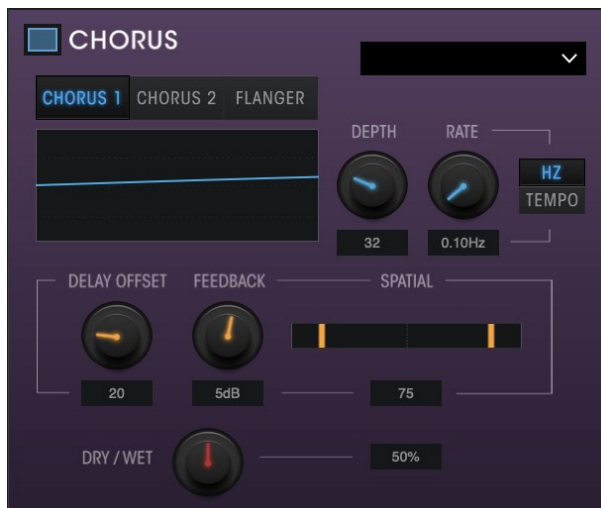 CHORUS
CHORUS 1 CHORUS 2 FLANGER
DEPTH RATE
HZ
TEMPO
32 0.10Hz
DELAY OFFSET FEEDBACK SPATIAL
20 5dB 75
DRY / WET 50%